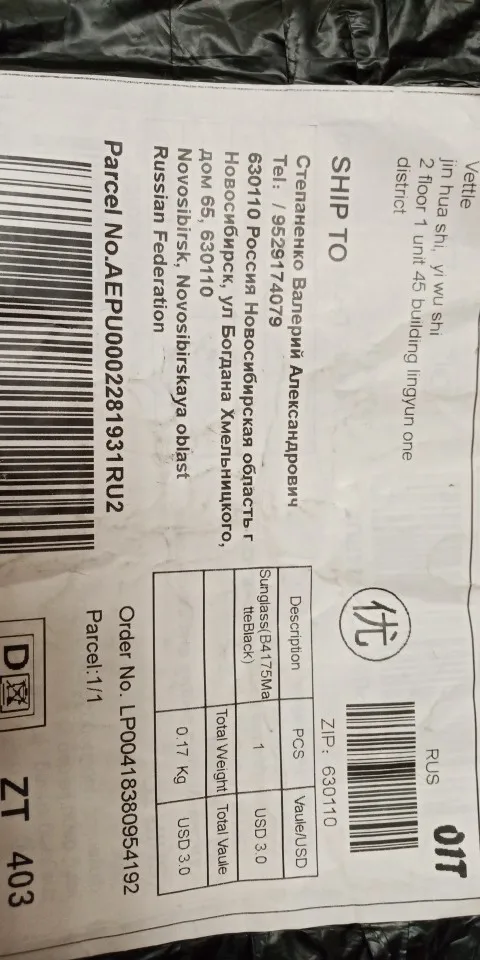 Vettle
jin hua shi, yi wu shi
2 floor 1 unit 45 building lingyun one
district
RUS
01T
SHIP TO
优
ZIP: 630110
Степаненко Валерий Александрович
Tel: / 9529174079
630110 Россия Новосибирская область г
Новосибирск, ул Богдана Хмельницкого,
дом 65, 630110
Novosibirsk, Novosibirskaya oblast
Russian Federation
Description PCS Vaule/USD
Sunglass(B4175Ma
tteBlack) 1 USD 3.0
Total Weight Total Vaule
0.17 Kg USD 3.0
Parcel No.AEPU0002281931RU2
Order No. LP00418380954192
Parcel:1/1
D
ZT 403